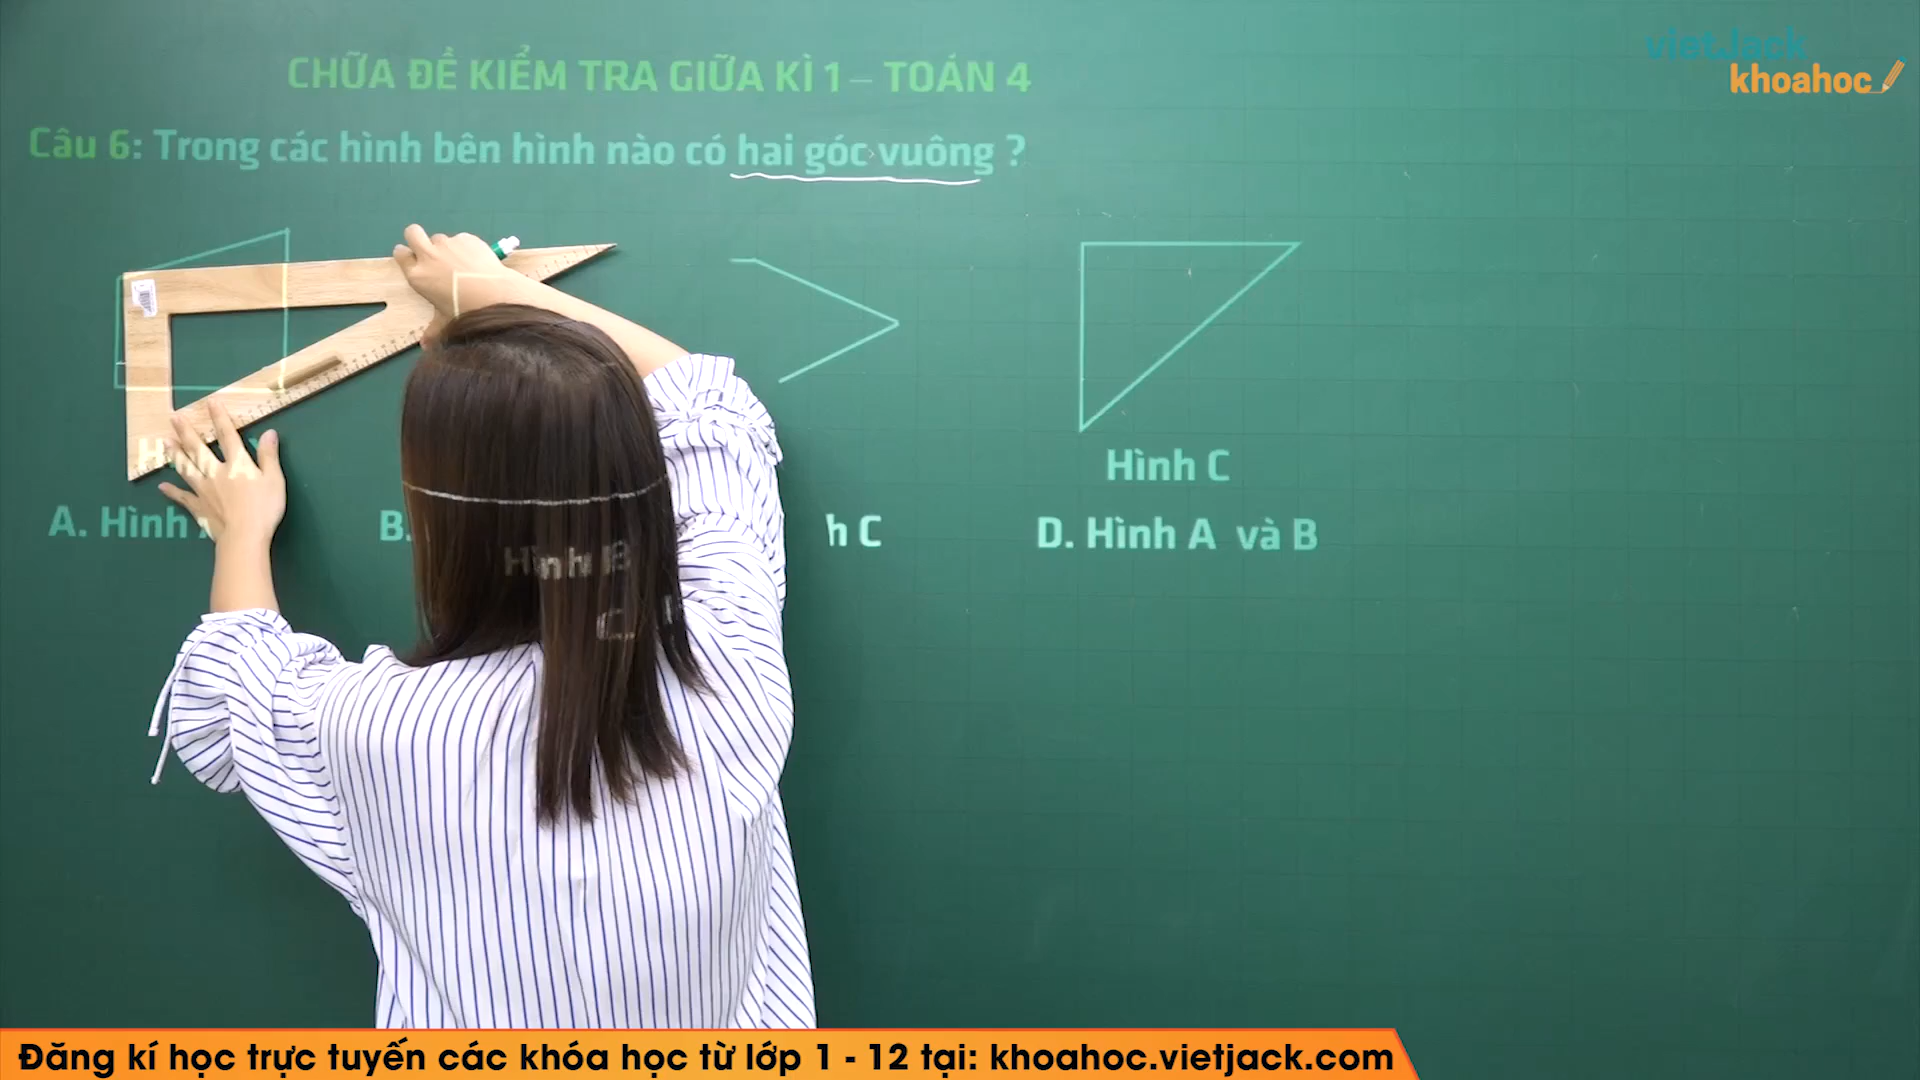 vietJack
khoahoc
CHỮA ĐỀ KIỂM TRA GIỮA KÌ 1 – TOÁN 4
Câu 6: Trong các hình bên hình nào có hai góc vuông ?
Hình A
Hình B
Hình C
A. Hình
B.
C
h C
D. Hình A và B
Đăng kí học trực tuyến các khóa học từ lớp 1 - 12 tại: khoahoc.vietjack.com